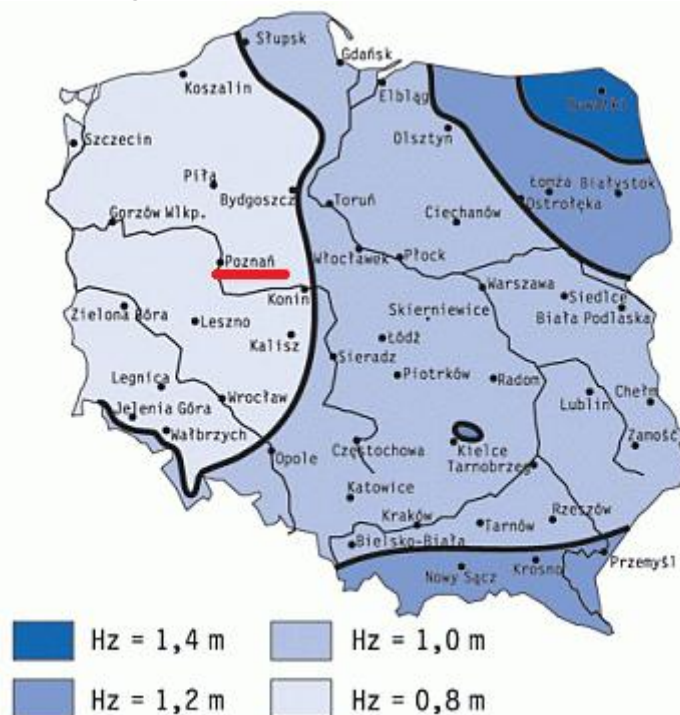 Słupsk
Gdańsk
Koszalin
Elbląg
Suwałki
Olsztyn
Szczecin
Piła
Łomża Białystok
Bydgoszcz
Toruń
Ostrołęka
Gorzów Wlkp.
Ciechanów
Włocławek
Płock
Poznań
Warszawa
Konin
Siedlce
Skierniewice
Biała Podlaska
Zielona Góra
Leszno
Łódź
Kalisz
Sieradz
Piotrków
Radom
Legnica
Wrocław
Lublin
Chełm
Jelenia Góra
Wałbrzych
Zamość
Częstochowa
Kielce
Opole
Tarnobrzeg
Katowice
Kraków
Rzeszów
Tarnów
Bielsko-Biała
Przemyśl
Nowy Sącz
Krosno
Hz = 1,4 m
Hz = 1,0 m
Hz = 1,2 m
Hz = 0,8 m